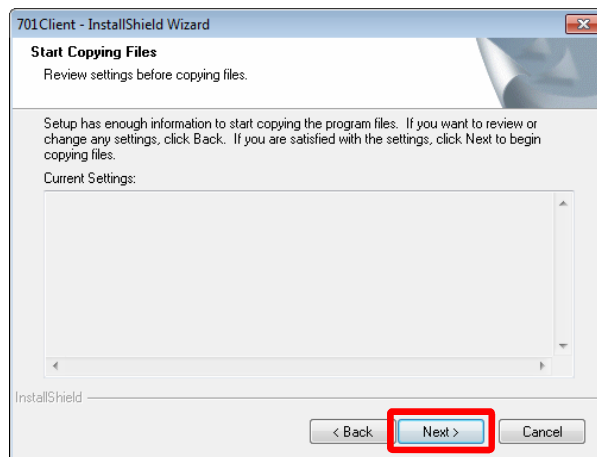 701Client - InstallShield Wizard
Start Copying Files
Review settings before copying files.
Setup has enough information to start copying the program files. If you want to review or
change any settings, click Back. If you are satisfied with the settings, click Next to begin
copying files.
Current Settings:
InstallShield
< Back
Next >
Cancel